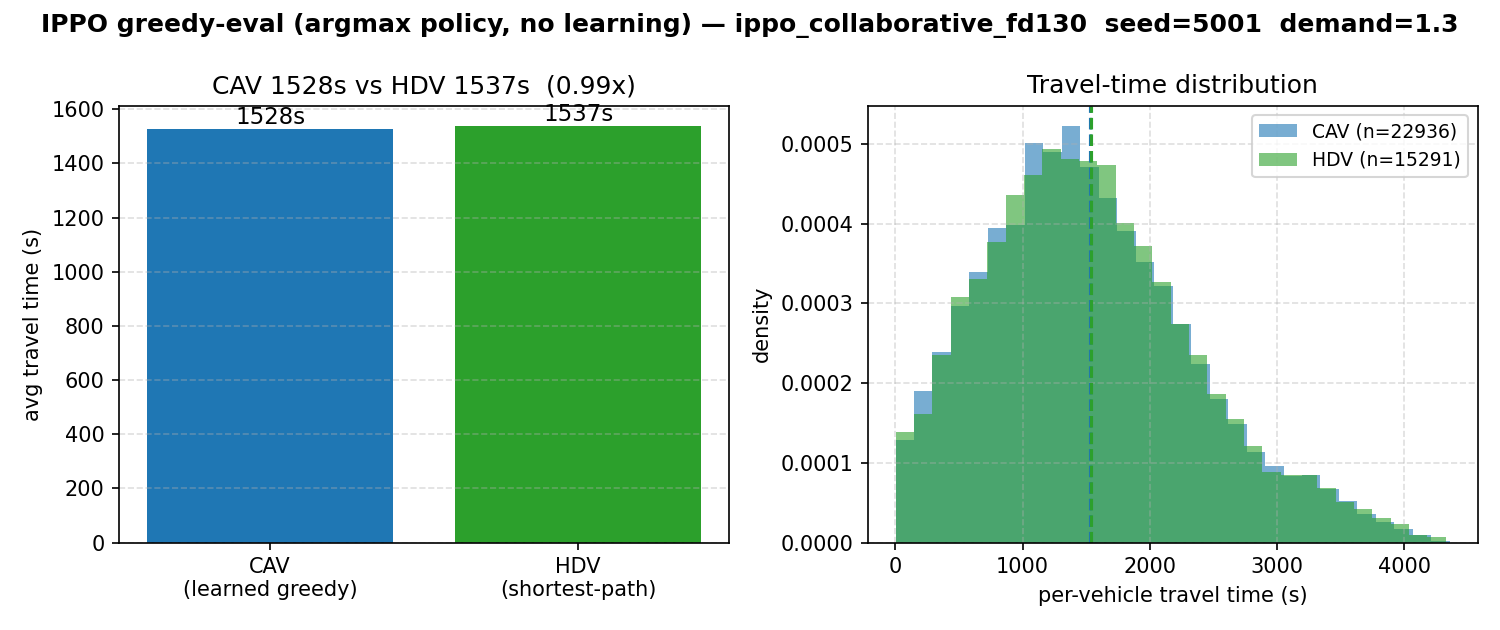 IPPO greedy-eval (argmax policy, no learning) — ippo_collaborative_fd130  seed=5001  demand=1.3
CAV 1528s vs HDV 1537s  (0.99x)
1528s
1537s
avg travel time (s)
1600
1400
1200
1000
800
600
400
200
0
CAV
(learned greedy)
HDV
(shortest-path)
Travel-time distribution
CAV (n=22936)
HDV (n=15291)
density
0.0005
0.0004
0.0003
0.0002
0.0001
0.0000
0
1000
2000
3000
4000
per-vehicle travel time (s)